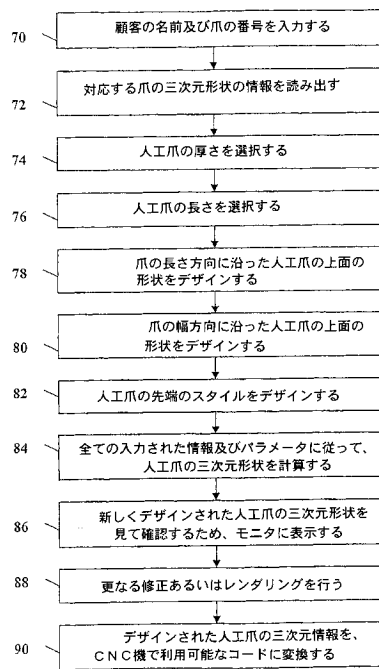 70 顧客の名前及び爪の番号を入力する
72 対応する爪の三次元形状の情報を読み出す
74 人工爪の厚さを選択する
76 人工爪の長さを選択する
78 爪の長さ方向に沿った人工爪の上面の
形状をデザインする
80 爪の幅方向に沿った人工爪の上面の
形状をデザインする
82 人工爪の先端のスタイルをデザインする
84 全ての入力された情報及びパラメータに従って、
人工爪の三次元形状を計算する
86 新しくデザインされた人工爪の三次元形状を
見て確認するため、モニタに表示する
88 更なる修正あるいはレンダリングを行う
90 デザインされた人工爪の三次元情報を、
CNC機で利用可能なコードに変換する